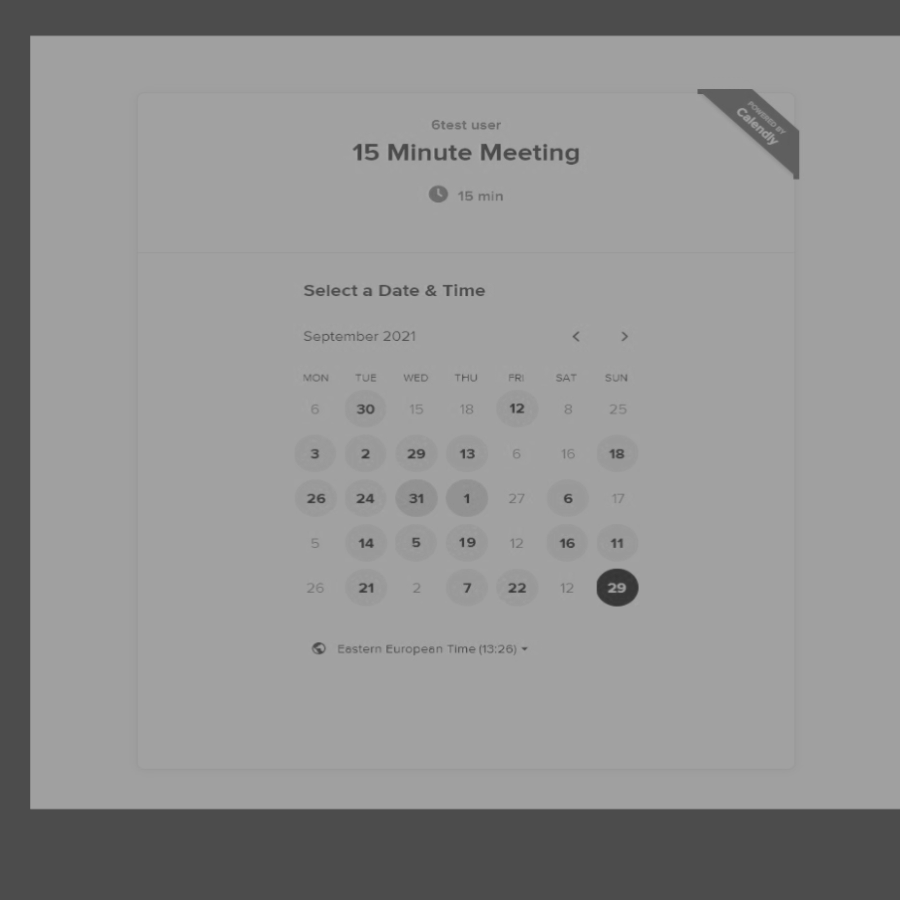 POWERED BY
Calendly
6test user
15 Minute Meeting
15 min
Select a Date & Time
September 2021
< >
MON TUE WED THU FRI SAT SUN
6 30 15 18 12 8 25
3 2 29 13 6 16 18
26 24 31 1 27 6 17
5 14 5 19 12 16 11
26 21 2 7 22 12 29
Eastern European Time (13:26)